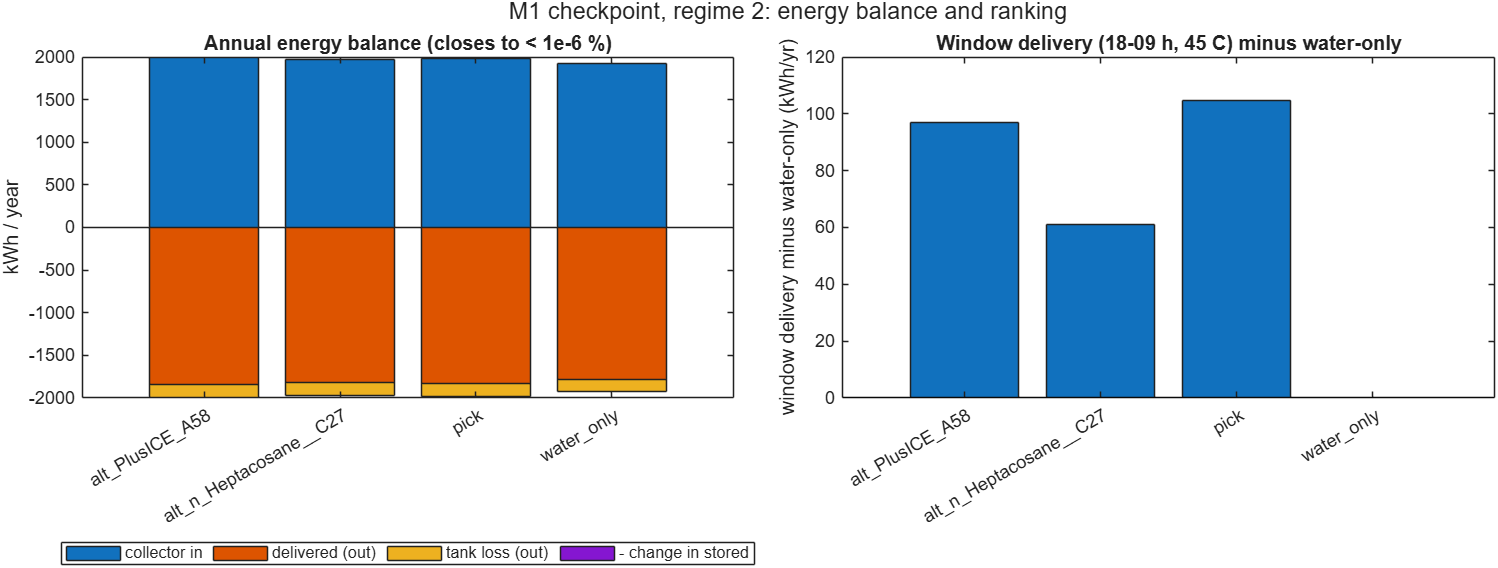 M1 checkpoint, regime 2: energy balance and ranking
Annual energy balance (closes to < 1e-6 %)
kWh / year
2000
1500
1000
500
0
-500
-1000
-1500
-2000
alt_PlusICE_A58
alt_n_Heptacosane__C27
pick
water_only
collector in
delivered (out)
tank loss (out)
- change in stored
Window delivery (18-09 h, 45 C) minus water-only
window delivery minus water-only (kWh/yr)
120
100
80
60
40
20
0
alt_PlusICE_A58
alt_n_Heptacosane__C27
pick
water_only